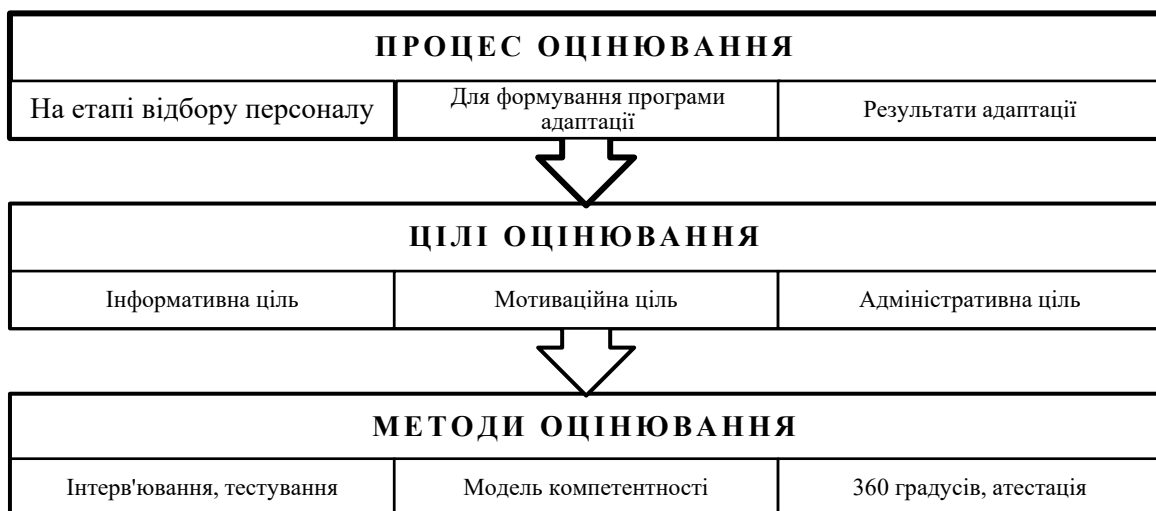 ПРОЦЕС ОЦІНЮВАННЯ
На етапі відбору персоналу
Для формування програми
адаптації
Результати адаптації
ЦІЛІ ОЦІНЮВАННЯ
Інформативна ціль
Мотиваційна ціль
Адміністративна ціль
МЕТОДИ ОЦІНЮВАННЯ
Інтерв'ювання, тестування
Модель компетентності
360 градусів, атестація